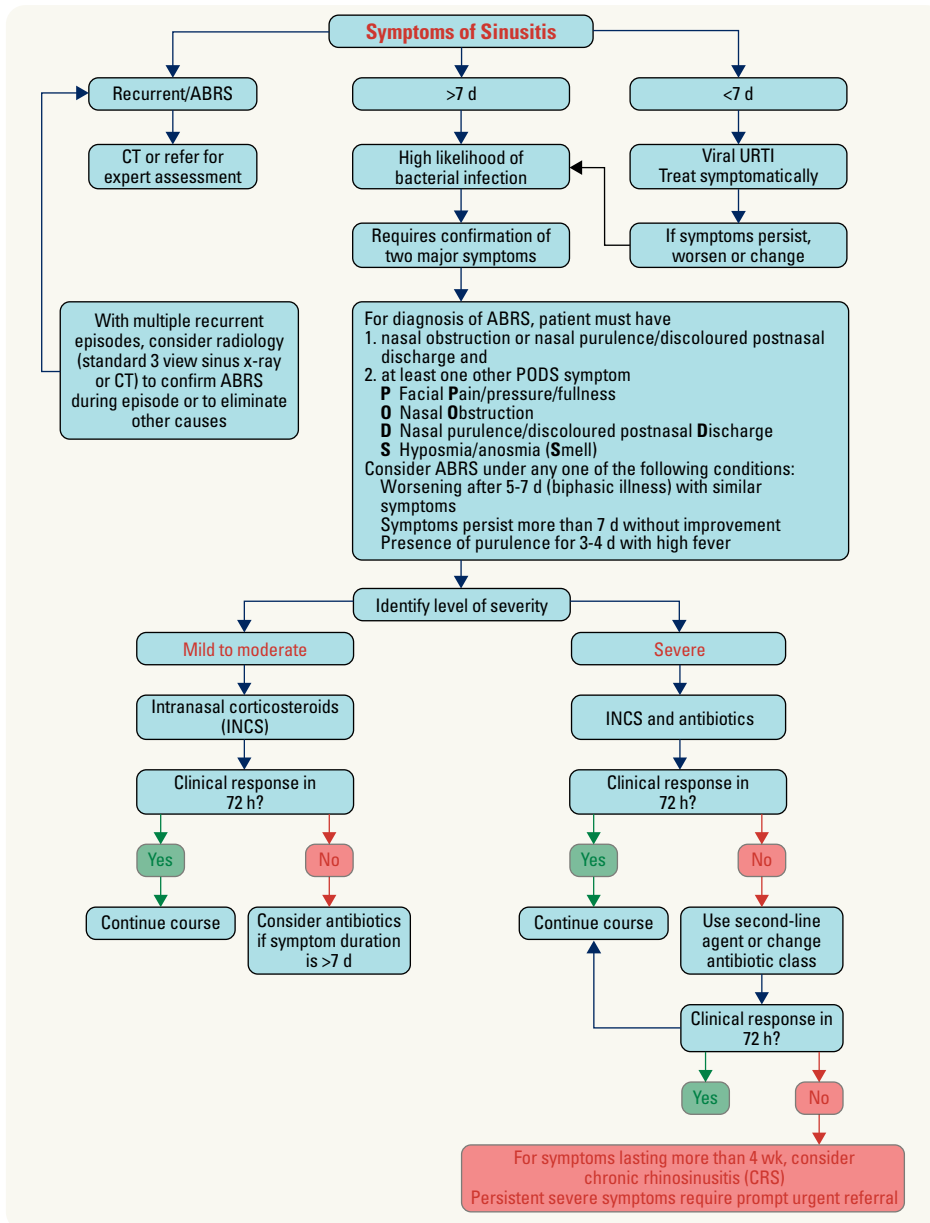 Symptoms of Sinusitis
Recurrent/ABRS
>7 d
<7 d
CT or refer for
expert assessment
High likelihood of
bacterial infection
Viral URTI
Treat symptomatically
Requires confirmation of
two major symptoms
If symptoms persist,
worsen or change
With multiple recurrent
episodes, consider radiology
(standard 3 view sinus x-ray
or CT) to confirm ABRS
during episode or to eliminate
other causes
For diagnosis of ABRS, patient must have
1. nasal obstruction or nasal purulence/discoloured postnasal
discharge and
2. at least one other PODS symptom
P Facial Pain/pressure/fullness
O Nasal Obstruction
D Nasal purulence/discoloured postnasal Discharge
S Hyposmia/anosmia (Smell)
Consider ABRS under any one of the following conditions:
Worsening after 5-7 d (biphasic illness) with similar
symptoms
Symptoms persist more than 7 d without improvement
Presence of purulence for 3-4 d with high fever
Identify level of severity
Mild to moderate
Severe
Intranasal corticosteroids
(INCS)
INCS and antibiotics
Clinical response in
72 h?
Clinical response in
72 h?
Yes
No
Yes
No
Continue course
Consider antibiotics
if symptom duration
is >7 d
Continue course
Use second-line
agent or change
antibiotic class
Clinical response in
72 h?
Yes
No
For symptoms lasting more than 4 wk, consider
chronic rhinosinusitis (CRS)
Persistent severe symptoms require prompt urgent referral